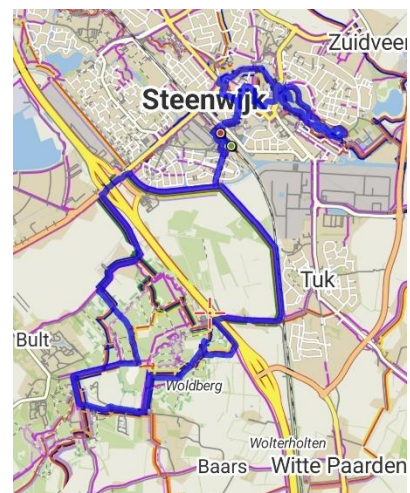 Zuidveen
Steenwijk
Tuk
Bult
Woldberg
Wolterholten
Baars
Witte Paarden